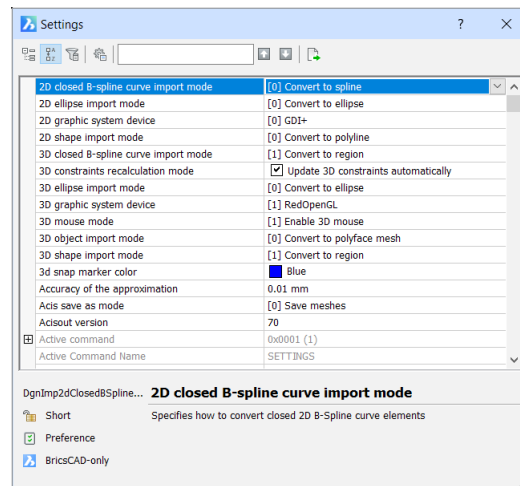 Settings
2D closed B-spline curve import mode [0] Convert to spline
2D ellipse import mode [0] Convert to ellipse
2D graphic system device [0] GDI+
2D shape import mode [0] Convert to polyline
3D closed B-spline curve import mode [1] Convert to region
3D constraints recalculation mode Update 3D constraints automatically
3D ellipse import mode [0] Convert to ellipse
3D graphic system device [1] RedOpenGL
3D mouse mode [1] Enable 3D mouse
3D object import mode [0] Convert to polyface mesh
3D shape import mode [1] Convert to region
3d snap marker color Blue
Accuracy of the approximation 0.01 mm
Acis save as mode [0] Save meshes
Acisout version 70
Active command 0x0001 (1)
Active Command Name SETTINGS
DgnImp2dClosedBSpline... 2D closed B-spline curve import mode
Short Specifies how to convert closed 2D B-Spline curve elements
Preference
BricsCAD-only